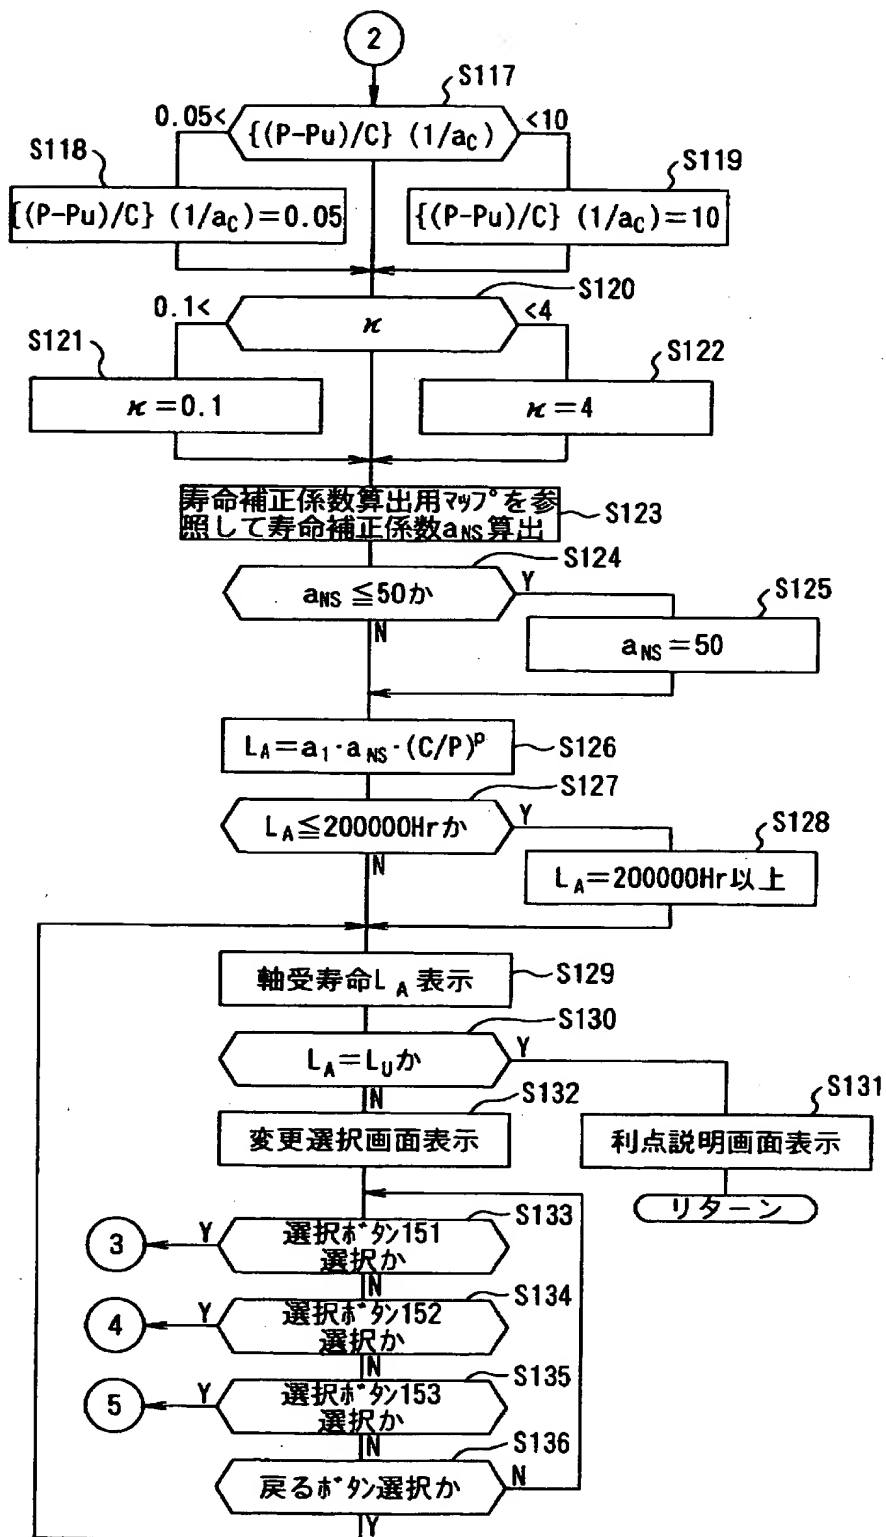 2
S117
0.05<
{(P-Pu)/C} (1/aC)
<10
S118
{(P-Pu)/C} (1/aC)=0.05
S119
{(P-Pu)/C} (1/aC)=10
S120
0.1<
κ
<4
S121
κ=0.1
S122
κ=4
寿命補正係数算出用マップを参
照して寿命補正係数aNS算出
S123
S124
aNS≦50か
Y
N
S125
aNS=50
LA=a1·aNS·(C/P)p
S126
S127
LA≦200000Hrか
Y
N
S128
LA=200000Hr以上
軸受寿命LA表示
S129
S130
LA=LUか
Y
N
S131
利点説明画面表示
リターン
S132
変更選択画面表示
S133
3
Y
選択ボタン151
選択か
N
S134
4
Y
選択ボタン152
選択か
N
S135
5
Y
選択ボタン153
選択か
N
S136
戻るボタン選択か
N
Y